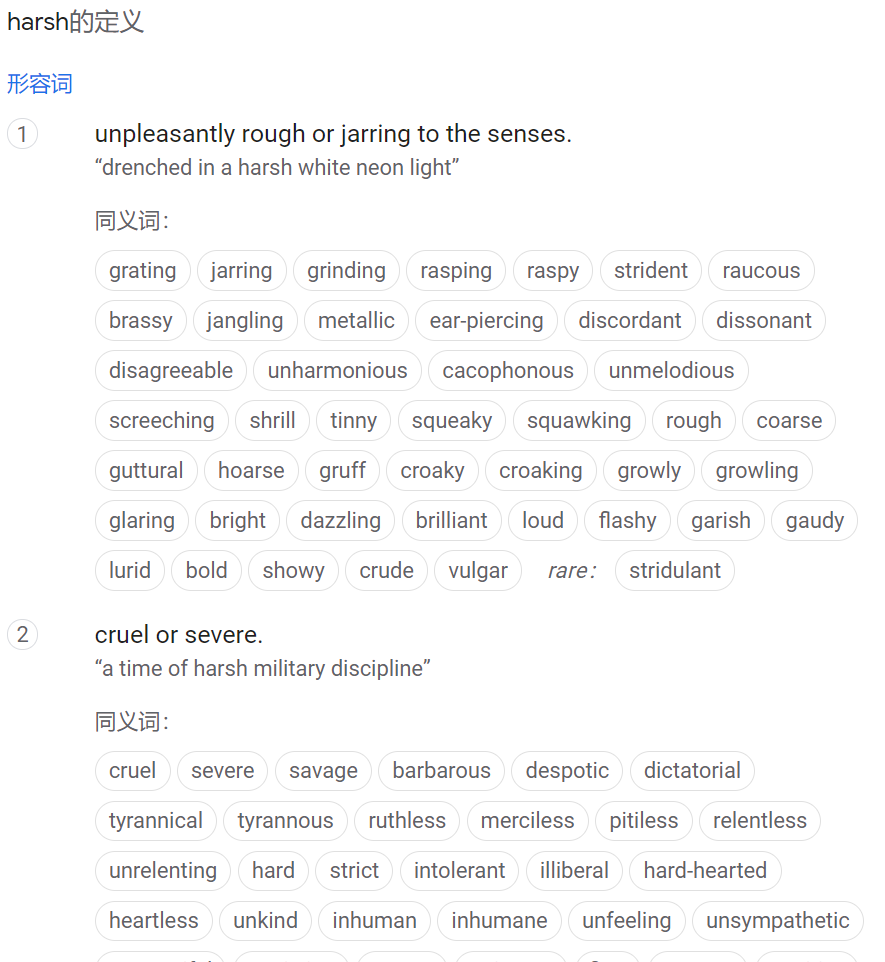 harsh的定义
形容词
1 unpleasantly rough or jarring to the senses.
“drenched in a harsh white neon light”
同义词：
grating jarring grinding rasping raspy strident raucous
brassy jangling metallic ear-piercing discordant dissonant
disagreeable unharmonious cacophonous unmelodious
screeching shrill tinny squeaky squawking rough coarse
guttural hoarse gruff croaky croaking growly growling
glaring bright dazzling brilliant loud flashy garish gaudy
lurid bold showy crude vulgar rare： stridulant
2 cruel or severe.
“a time of harsh military discipline”
同义词：
cruel severe savage barbarous despotic dictatorial
tyrannical tyrannous ruthless merciless pitiless relentless
unrelenting hard strict intolerant illiberal hard-hearted
heartless unkind inhuman inhumane unfeeling unsympathetic